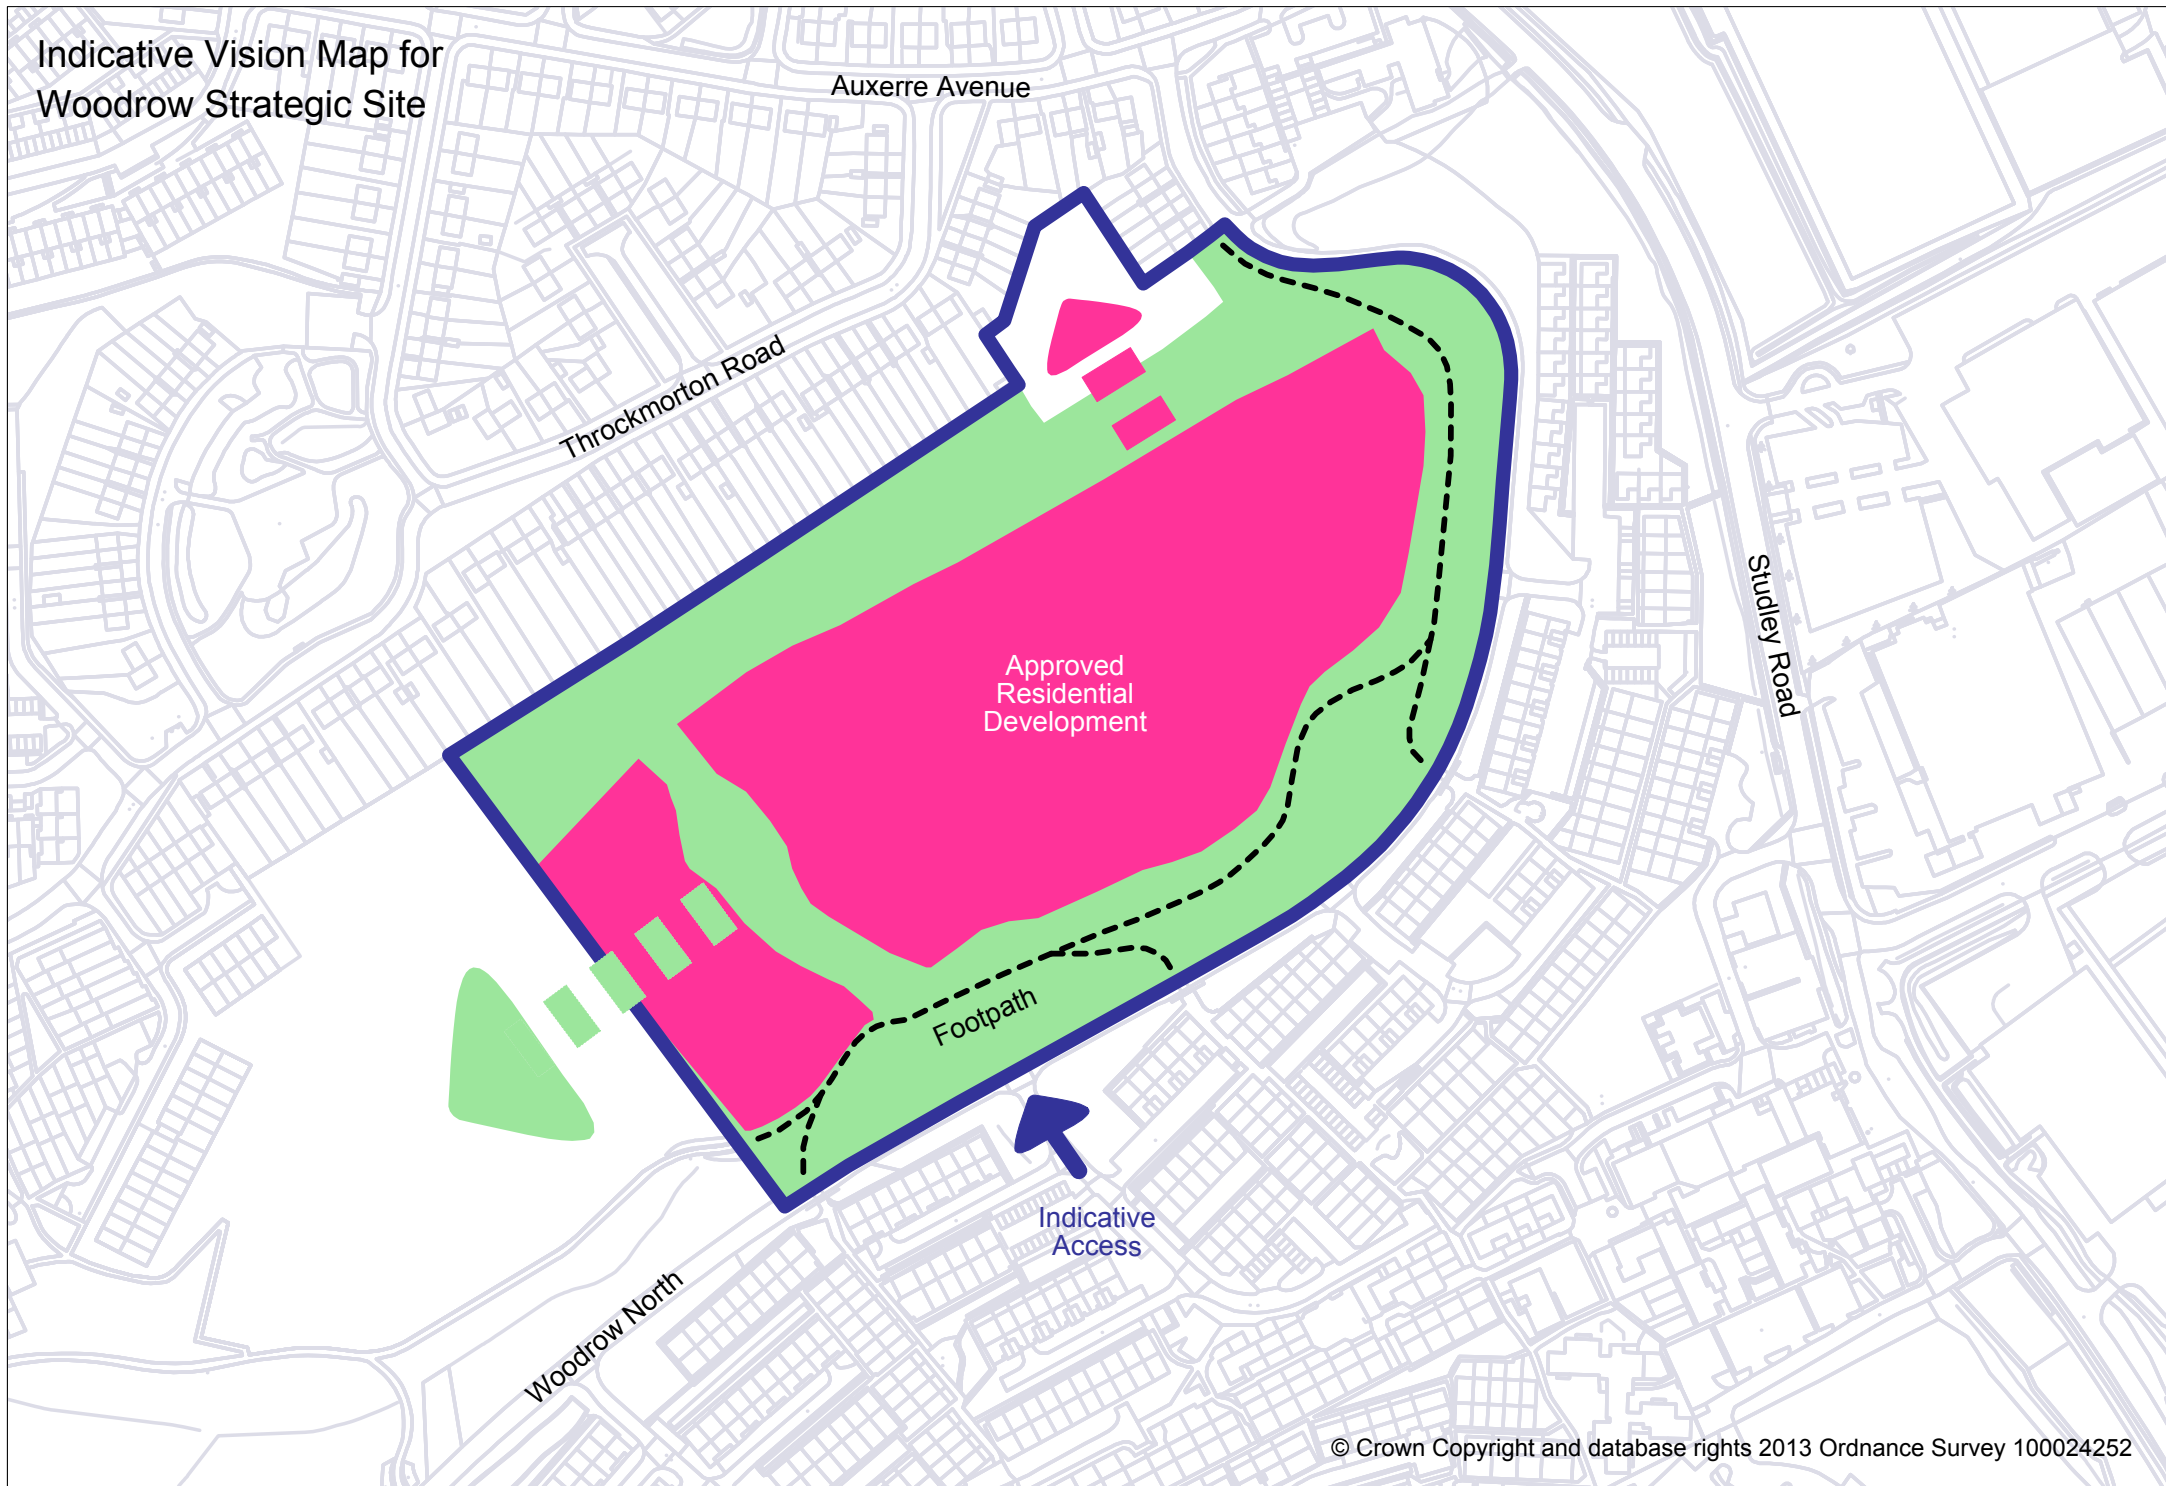 Indicative Vision Map for
Woodrow Strategic Site
Auxerre Avenue
Throckmorton Road
Studley Road
Approved
Residential
Development
Footpath
Indicative
Access
Woodrow North
© Crown Copyright and database rights 2013 Ordnance Survey 100024252